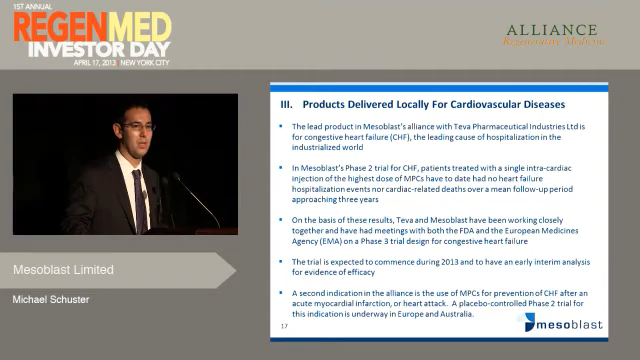 1ST ANNUAL
REGENMED
INVESTOR DAY
APRIL 17, 2013 | NEW YORK CITY
ALLIANCE
Regenerative Medicine
III. Products Delivered Locally For Cardiovascular Diseases
The lead product in Mesoblast's alliance with Teva Pharmaceutical Industries Ltd is
for congestive heart failure (CHF), the leading cause of hospitalization in the
industrialized world
In Mesoblast's Phase 2 trial for CHF, patients treated with a single intra-cardiac
injection of the highest dose of MPCs have to date had no heart failure
hospitalization events nor cardiac-related deaths over a mean follow-up period
approaching three years
On the basis of these results, Teva and Mesoblast have been working closely
together and have had meetings with both the FDA and the European Medicines
Agency (EMA) on a Phase 3 trial design for congestive heart failure
The trial is expected to commence during 2013 and to have an early interim analysis
for evidence of efficacy
A second indication in the alliance is the use of MPCs for prevention of CHF after an
acute myocardial infarction, or heart attack. A placebo-controlled Phase 2 trial for
this indication is underway in Europe and Australia.
17
mesoblast
Mesoblast Limited
Michael Schuster